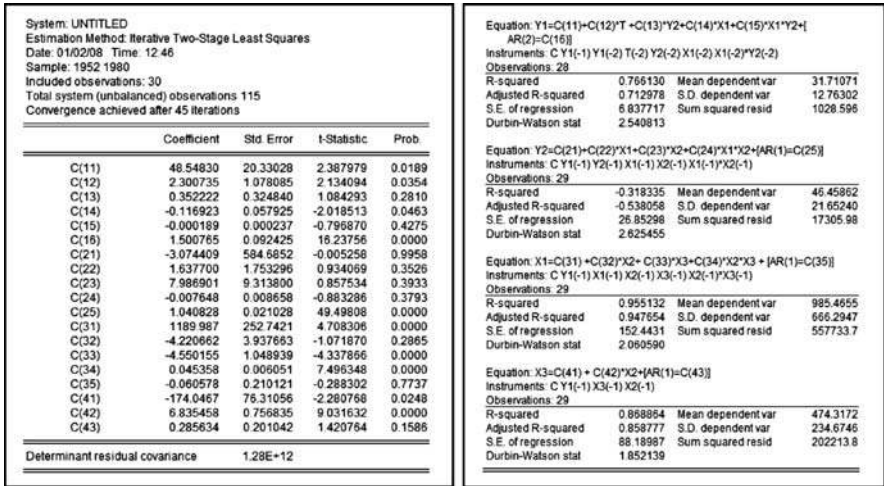 System: UNTITLED
Estimation Method: Iterative Two-Stage Least Squares
Date: 01/02/08 Time: 12:46
Sample: 1952 1980
Included observations: 30
Total system (unbalanced) observations 115
Convergence achieved after 45 iterations
Coefficient Std. Error t-Statistic Prob.
C(11) 48.54830 20.33028 2.387979 0.0189
C(12) 2.300735 1.078085 2.134094 0.0354
C(13) 0.352222 0.324840 1.084293 0.2810
C(14) -0.116923 0.057925 -2.018513 0.0463
C(15) -0.000189 0.000237 -0.796870 0.4275
C(16) 1.500765 0.092425 16.23756 0.0000
C(21) -3.074409 584.6852 -0.005258 0.9958
C(22) 1.637700 1.753296 0.934069 0.3526
C(23) 7.986901 9.313800 0.857534 0.3933
C(24) -0.007648 0.008658 -0.883286 0.3793
C(25) 1.040828 0.021028 49.49808 0.0000
C(31) 1189.987 252.7421 4.708306 0.0000
C(32) -4.220662 3.937663 -1.071870 0.2865
C(33) -4.550155 1.048939 -4.337866 0.0000
C(34) 0.045358 0.006051 7.496348 0.0000
C(35) -0.060578 0.210121 -0.288302 0.7737
C(41) -174.0467 76.31056 -2.280768 0.0248
C(42) 6.835458 0.756835 9.031632 0.0000
C(43) 0.285634 0.201042 1.420764 0.1586
Determinant residual covariance 1.28E+12
Equation: Y1=C(11)+C(12)*T +C(13)*Y2+C(14)*X1+C(15)*X1*Y2+[
AR(2)=C(16)]
Instruments: C Y1(-1) Y1(-2) T(-2) Y2(-2) X1(-2) X1(-2)*Y2(-2)
Observations: 28
R-squared 0.766130 Mean dependent var 31.71071
Adjusted R-squared 0.712978 S.D. dependent var 12.76302
S.E. of regression 6.837717 Sum squared resid 1028.596
Durbin-Watson stat 2.540813
Equation: Y2=C(21)+C(22)*X1+C(23)*X2+C(24)*X1*X2+[AR(1)=C(25)]
Instruments: C Y1(-1) Y2(-1) X1(-1) X2(-1) X1(-1)*X2(-1)
Observations: 29
R-squared -0.318335 Mean dependent var 46.45862
Adjusted R-squared -0.538058 S.D. dependent var 21.65240
S.E. of regression 26.85298 Sum squared resid 17305.98
Durbin-Watson stat 2.625455
Equation: X1=C(31) +C(32)*X2+ C(33)*X3+C(34)*X2*X3 + [AR(1)=C(35)]
Instruments: C Y1(-1) X1(-1) X2(-1) X3(-1) X2(-1)*X3(-1)
Observations: 29
R-squared 0.955132 Mean dependent var 985.4655
Adjusted R-squared 0.947654 S.D. dependent var 666.2947
S.E. of regression 152.4431 Sum squared resid 557733.7
Durbin-Watson stat 2.060590
Equation: X3=C(41) + C(42)*X2+[AR(1)=C(43)]
Instruments: C Y1(-1) X3(-1) X2(-1)
Observations: 29
R-squared 0.868864 Mean dependent var 474.3172
Adjusted R-squared 0.858777 S.D. dependent var 234.6746
S.E. of regression 88.18987 Sum squared resid 202213.8
Durbin-Watson stat 1.852139